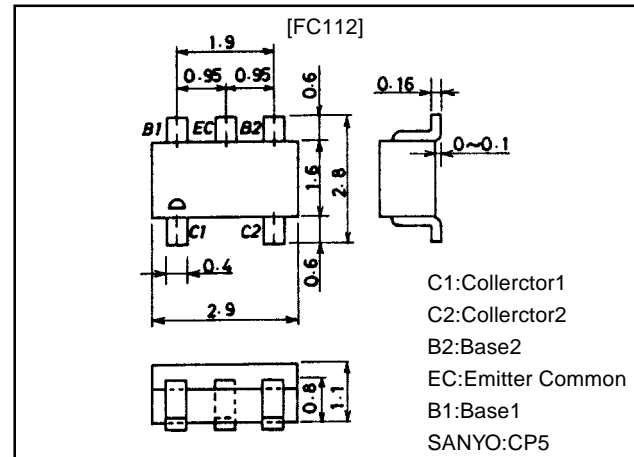 [FC112]
1.9
0.95 0.95
0.6
0.16
B1 EC B2
0~0.1
1.6
2.8
C1 C2
0.6
0.4
2.9
C1:Collerctor1
C2:Collerctor2
B2:Base2
EC:Emitter Common
B1:Base1
SANYO:CP5
0.8
1.1